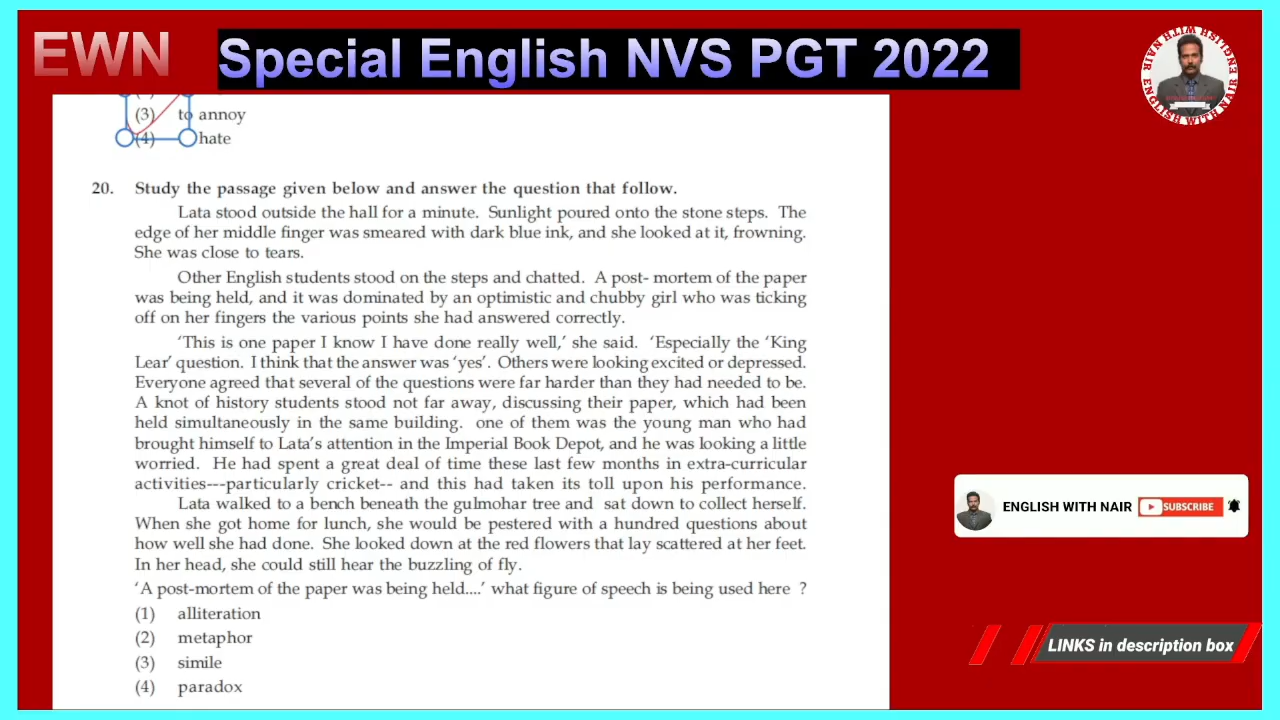 EWN
Special English NVS PGT 2022
ENGLISH WITH NAIR ENGLISH WITH NAIR
(3) to annoy
(4) hate
20. Study the passage given below and answer the question that follow.
Lata stood outside the hall for a minute. Sunlight poured onto the stone steps. The
edge of her middle finger was smeared with dark blue ink, and she looked at it, frowning.
She was close to tears.
Other English students stood on the steps and chatted. A post- mortem of the paper
was being held, and it was dominated by an optimistic and chubby girl who was ticking
off on her fingers the various points she had answered correctly.
'This is one paper I know I have done really well,' she said. 'Especially the 'King
Lear' question. I think that the answer was 'yes'. Others were looking excited or depressed.
Everyone agreed that several of the questions were far harder than they had needed to be.
A knot of history students stood not far away, discussing their paper, which had been
held simultaneously in the same building. one of them was the young man who had
brought himself to Lata's attention in the Imperial Book Depot, and he was looking a little
worried. He had spent a great deal of time these last few months in extra-curricular
activities---particularly cricket-- and this had taken its toll upon his performance.
Lata walked to a bench beneath the gulmohar tree and sat down to collect herself.
When she got home for lunch, she would be pestered with a hundred questions about
how well she had done. She looked down at the red flowers that lay scattered at her feet.
In her head, she could still hear the buzzling of fly.
'A post-mortem of the paper was being held....' what figure of speech is being used here ?
(1) alliteration
(2) metaphor
(3) simile
(4) paradox
ENGLISH WITH NAIR SUBSCRIBE
LINKS in description box